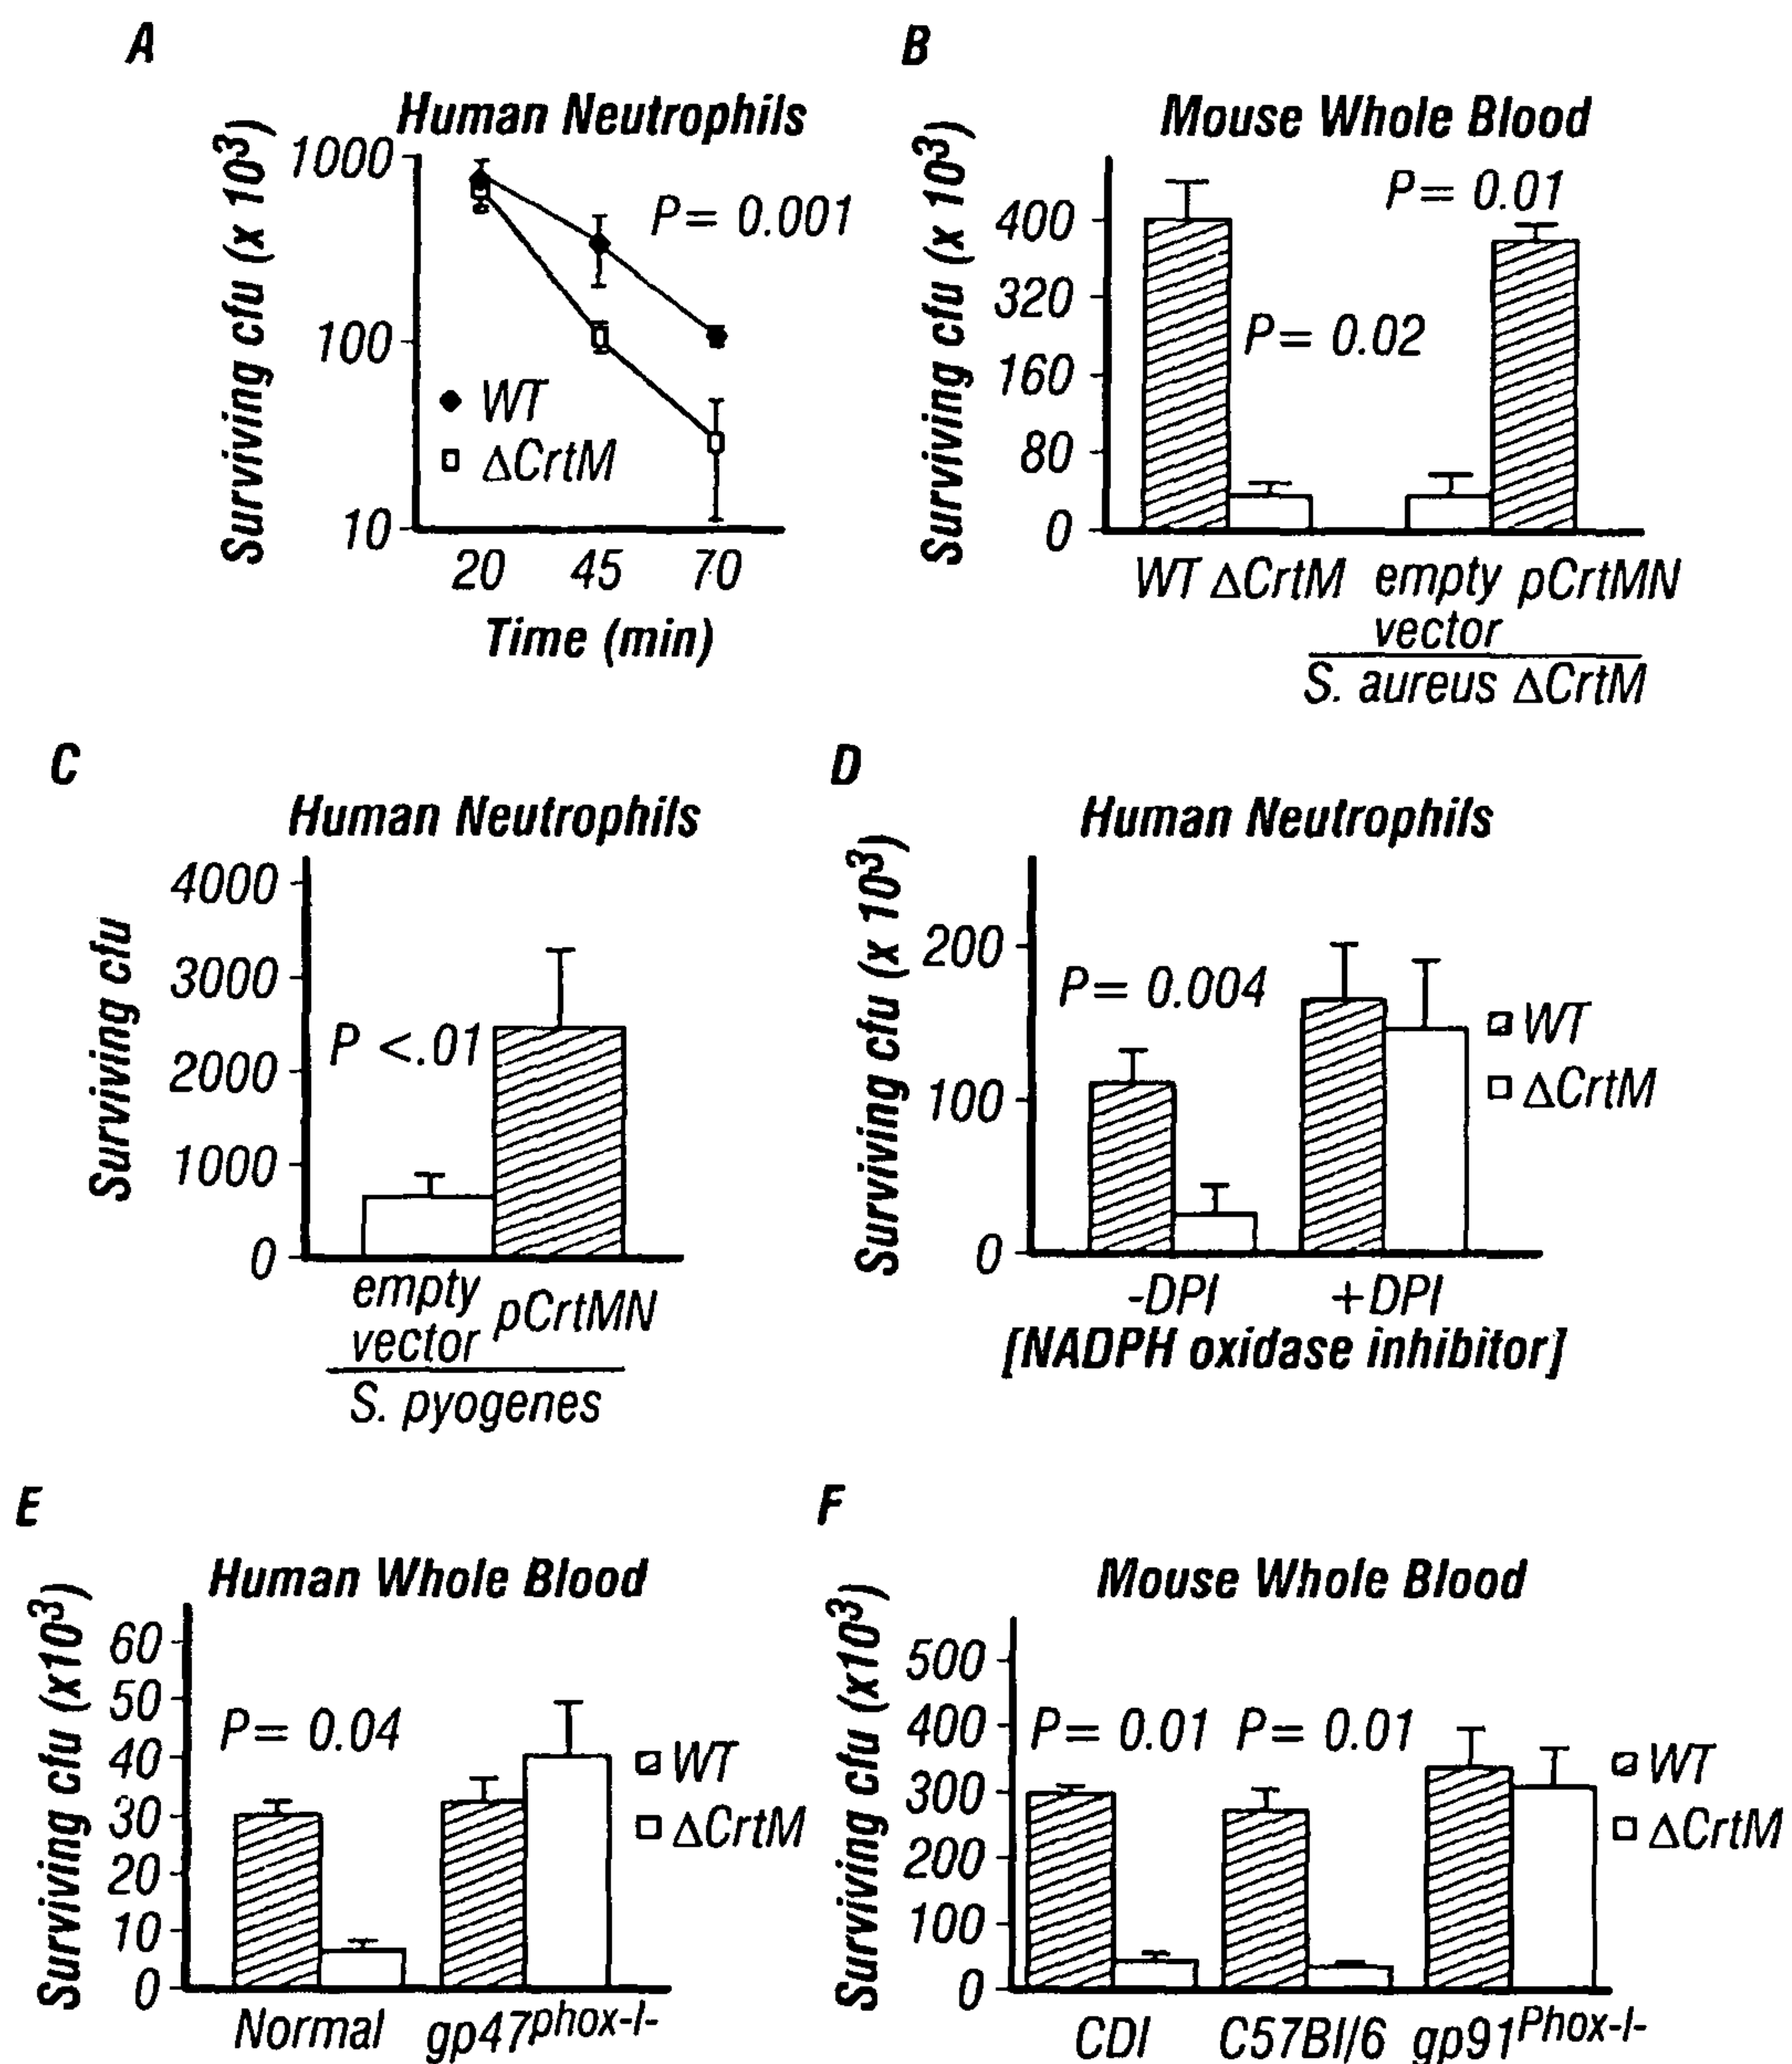 A
Human Neutrophils
Surviving cfu (x 10³)
1000
100
10
P= 0.001
WT
ΔCrtM
20 45 70
Time (min)
B
Mouse Whole Blood
Surviving cfu (x 10³)
400
320
160
80
0
P= 0.01
P= 0.02
WT ΔCrtM empty pCrtMN
vector
S. aureus ΔCrtM
C
Human Neutrophils
Surviving cfu
4000
3000
2000
1000
0
P <.01
empty pCrtMN
vector
S. pyogenes
D
Human Neutrophils
Surviving cfu (x 10³)
200
100
0
P= 0.004
WT
ΔCrtM
-DPI +DPI
[NADPH oxidase inhibitor]
E
Human Whole Blood
Surviving cfu (x10³)
60
50
40
30
20
10
0
P= 0.04
WT
ΔCrtM
Normal gp47phox-/-
F
Mouse Whole Blood
Surviving cfu (x10³)
500
400
300
200
100
0
P= 0.01 P= 0.01
WT
ΔCrtM
CDI C57Bl/6 gp91Phox-/-